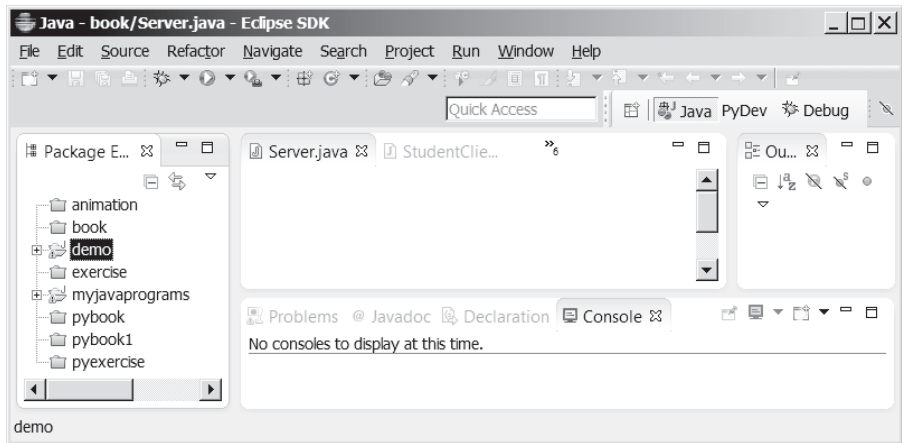 Java - book/Server.java - Eclipse SDK
File Edit Source Refactor Navigate Search Project Run Window Help
Quick Access Java PyDev Debug
Package E...
Server.java StudentClie... »6
Ou...
animation
book
demo
exercise
myjavaprograms
pybook
pybook1
pyexercise
Problems @ Javadoc Declaration Console
No consoles to display at this time.
demo